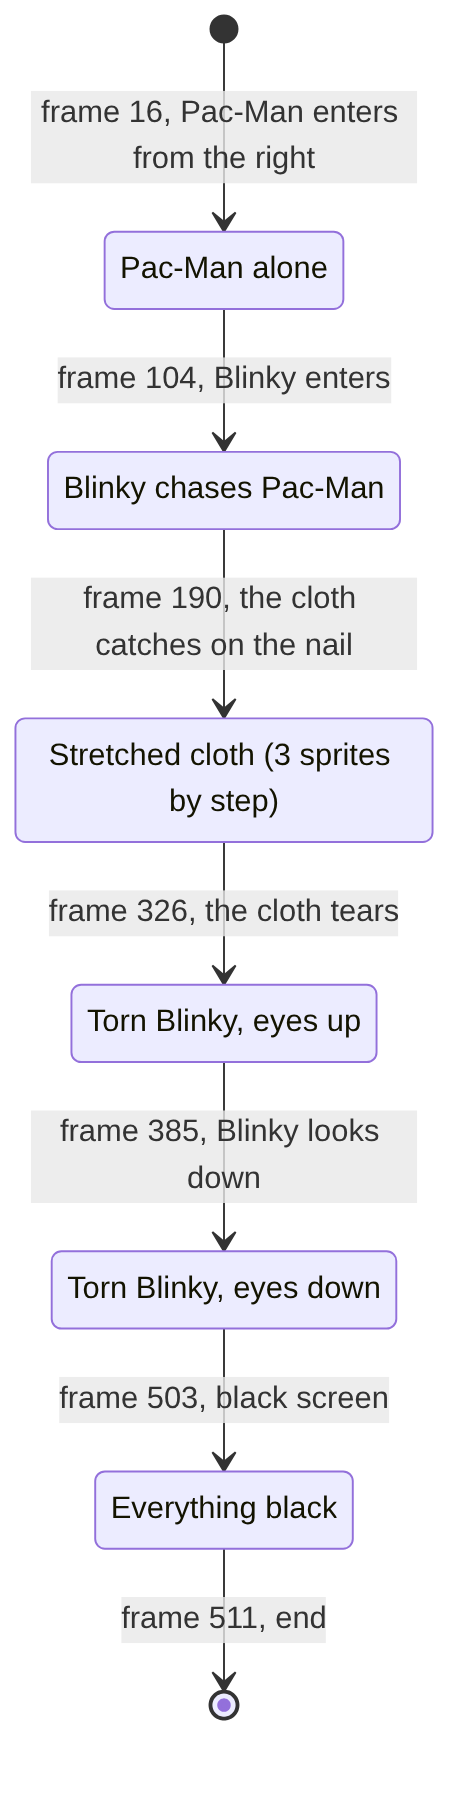 frame 16, Pac-Man enters
from the right
Pac-Man alone
frame 104, Blinky enters
Blinky chases Pac-Man
frame 190, the cloth
catches on the nail
Stretched cloth (3 sprites
by step)
frame 326, the cloth tears
Torn Blinky, eyes up
frame 385, Blinky looks
down
Torn Blinky, eyes down
frame 503, black screen
Everything black
frame 511, end